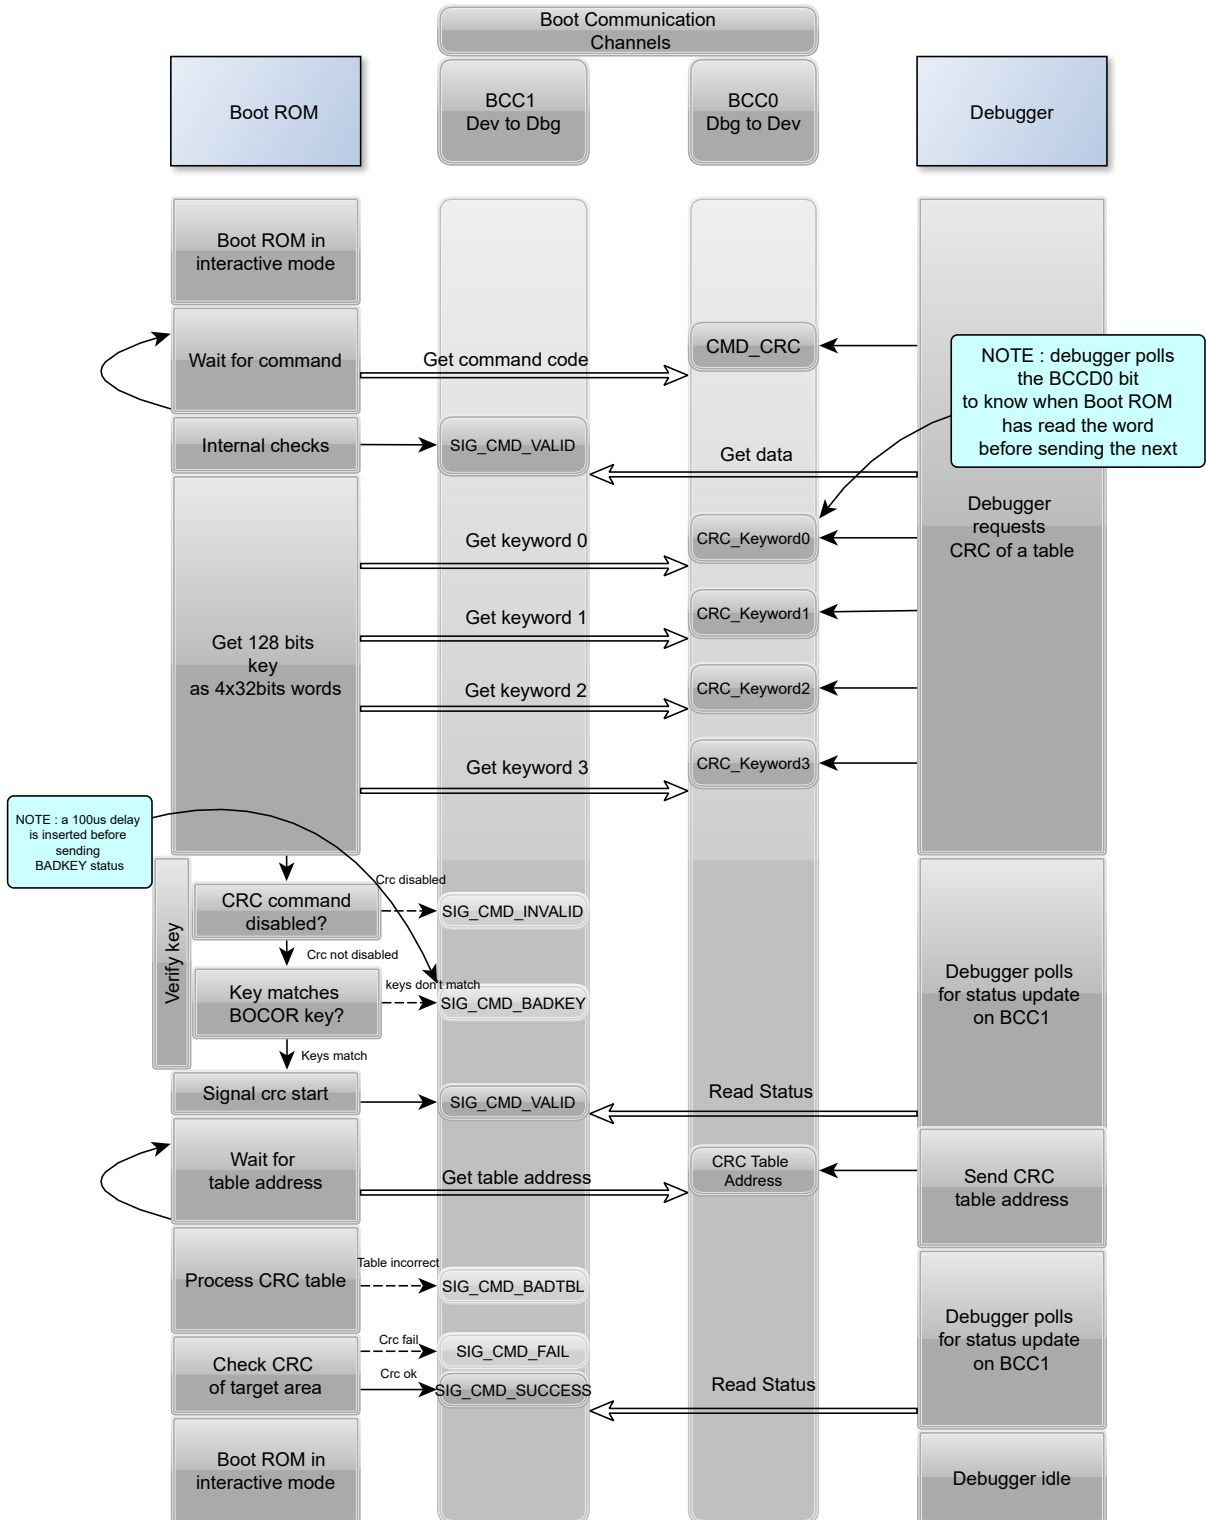 Boot Communication
Channels
Boot ROM
BCC1
Dev to Dbg
BCC0
Dbg to Dev
Debugger
Boot ROM in
interactive mode
Wait for command
Get command code
CMD_CRC
NOTE : debugger polls
the BCCD0 bit
to know when Boot ROM
has read the word
before sending the next
Internal checks
SIG_CMD_VALID
Get data
Debugger
requests
CRC of a table
Get keyword 0
CRC_Keyword0
Get keyword 1
CRC_Keyword1
Get 128 bits
key
as 4x32bits words
Get keyword 2
CRC_Keyword2
Get keyword 3
CRC_Keyword3
NOTE : a 100us delay
is inserted before
sending
BADKEY status
Verify key
CRC command
disabled?
Crc disabled
SIG_CMD_INVALID
Crc not disabled
Key matches
BOCOR key?
keys don't match
SIG_CMD_BADKEY
Debugger polls
for status update
on BCC1
Keys match
Signal crc start
SIG_CMD_VALID
Read Status
Wait for
table address
Get table address
CRC Table
Address
Send CRC
table address
Process CRC table
Table incorrect
SIG_CMD_BADTBL
Debugger polls
for status update
on BCC1
Check CRC
of target area
Crc fail
SIG_CMD_FAIL
Crc ok
SIG_CMD_SUCCESS
Read Status
Boot ROM in
interactive mode
Debugger idle